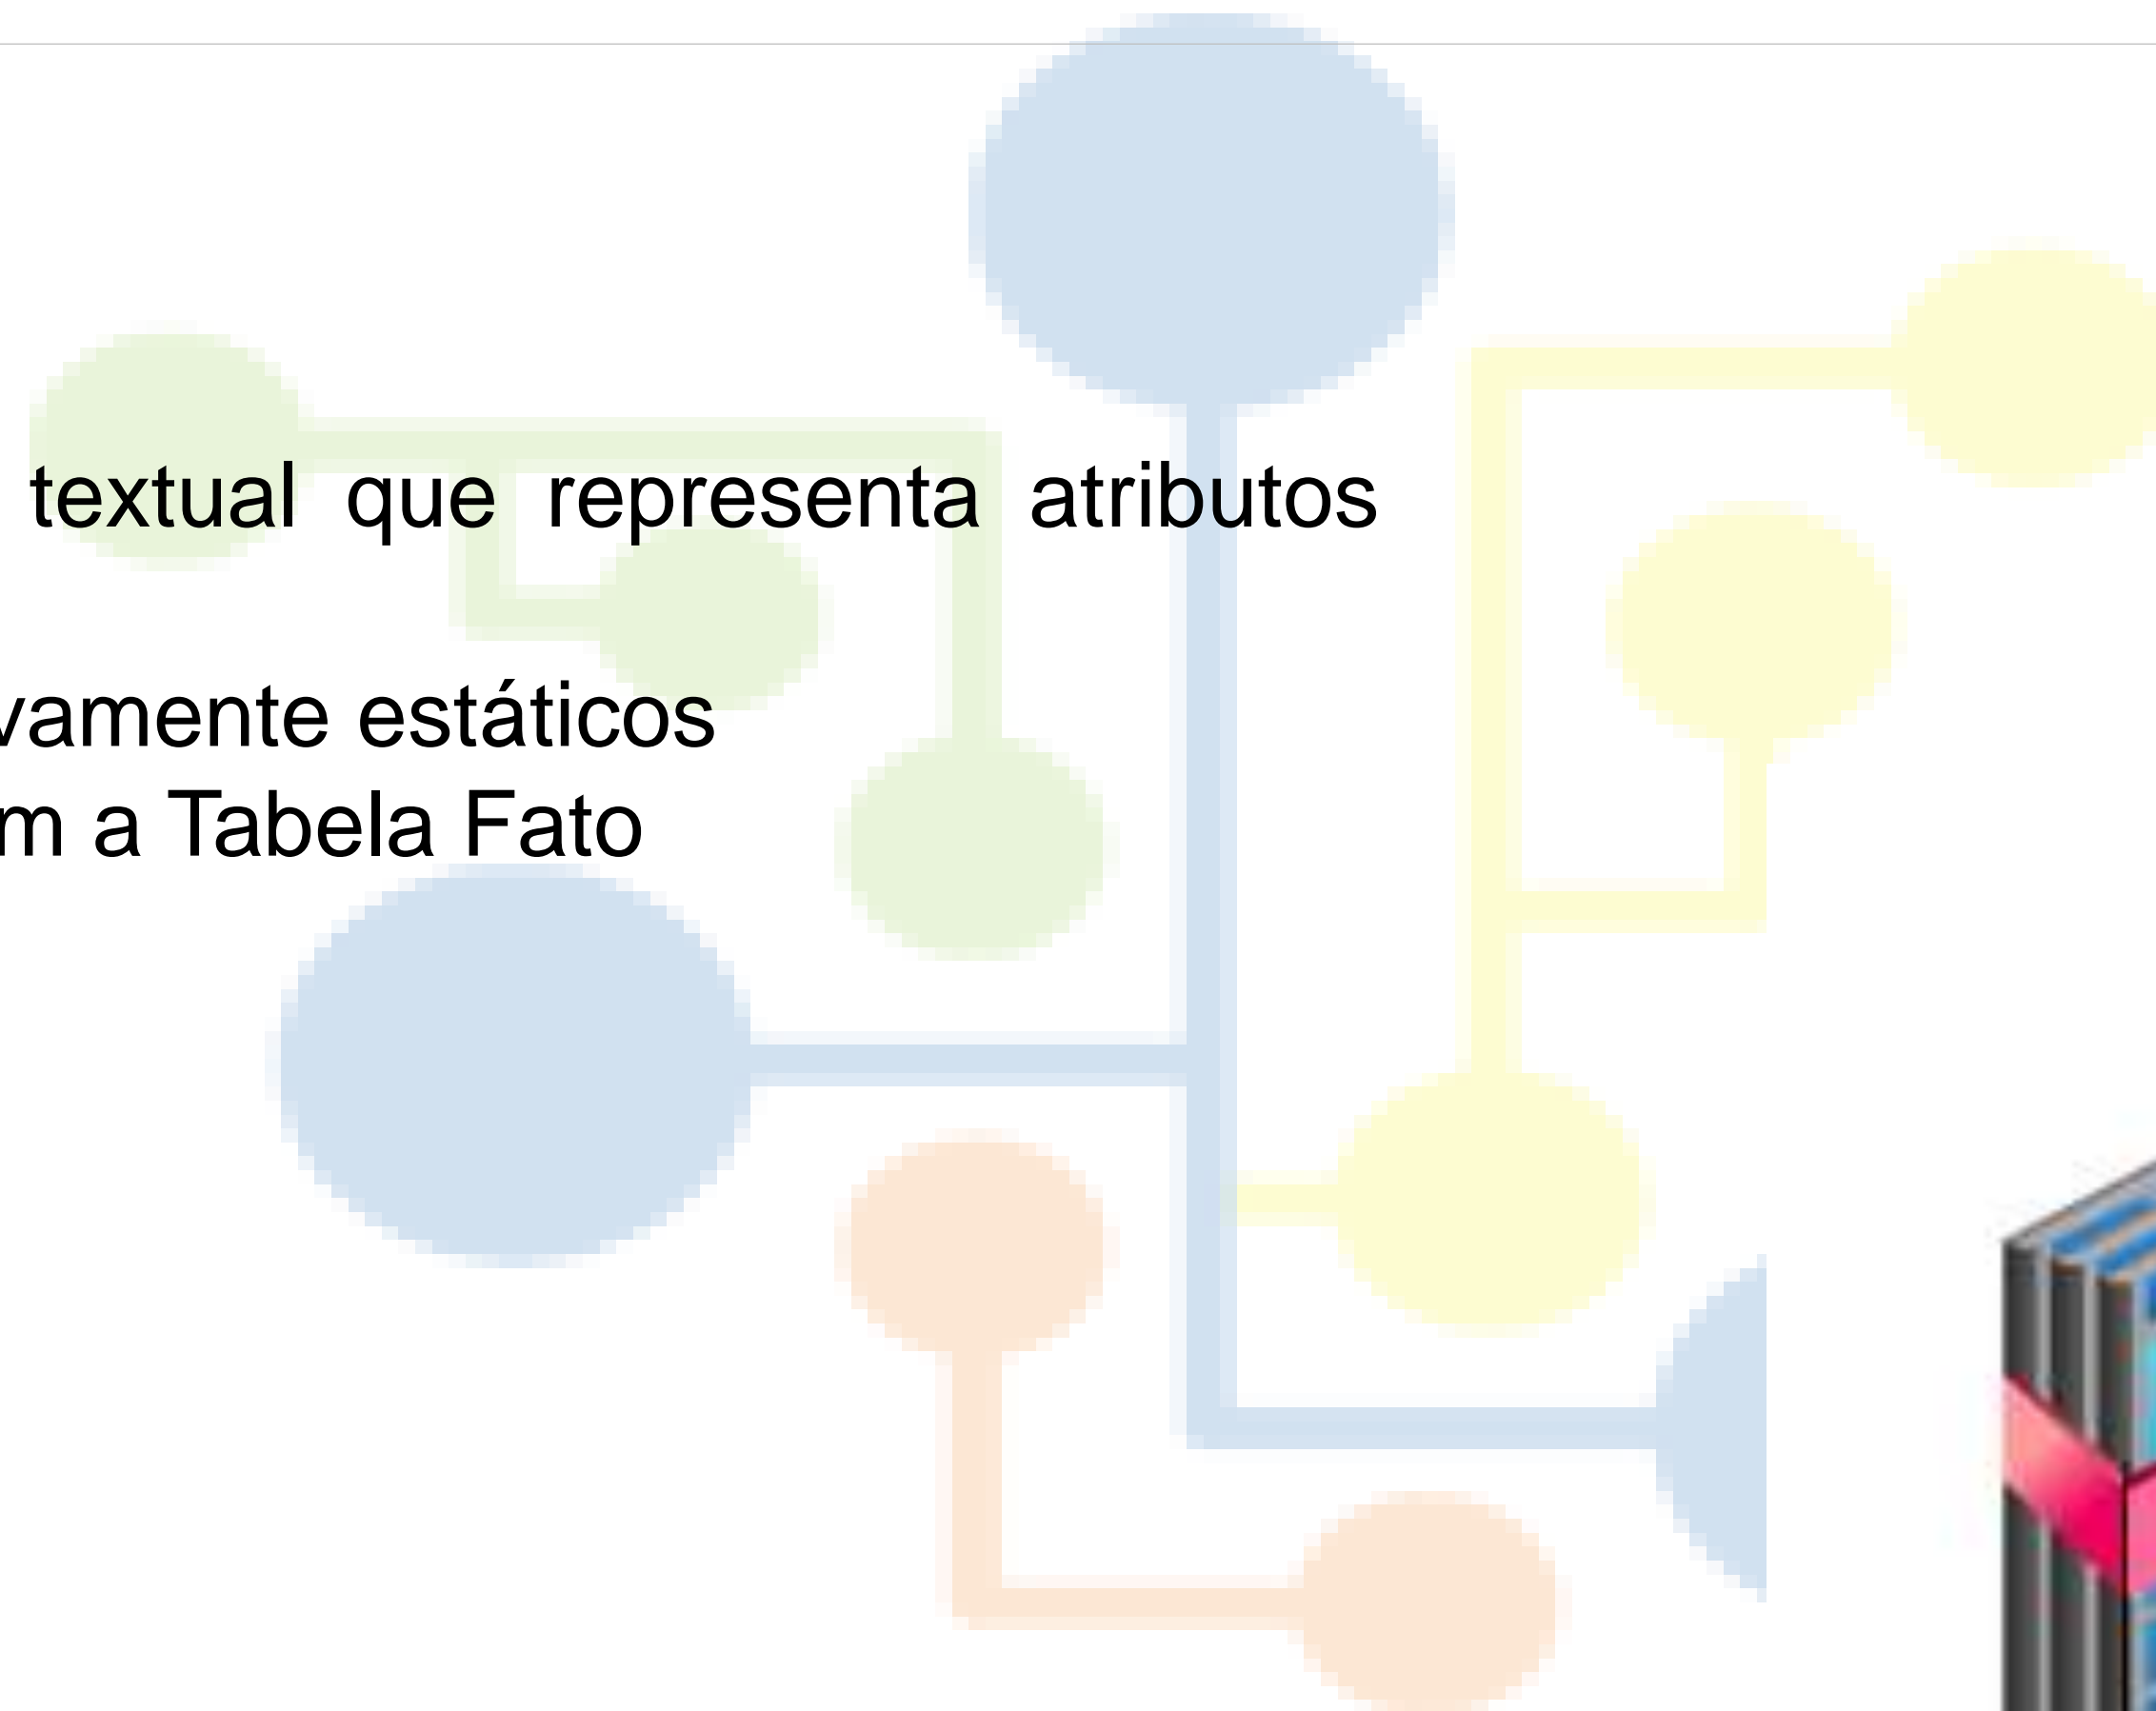 textual que representa atributos
vamente estáticos
m a Tabela Fato